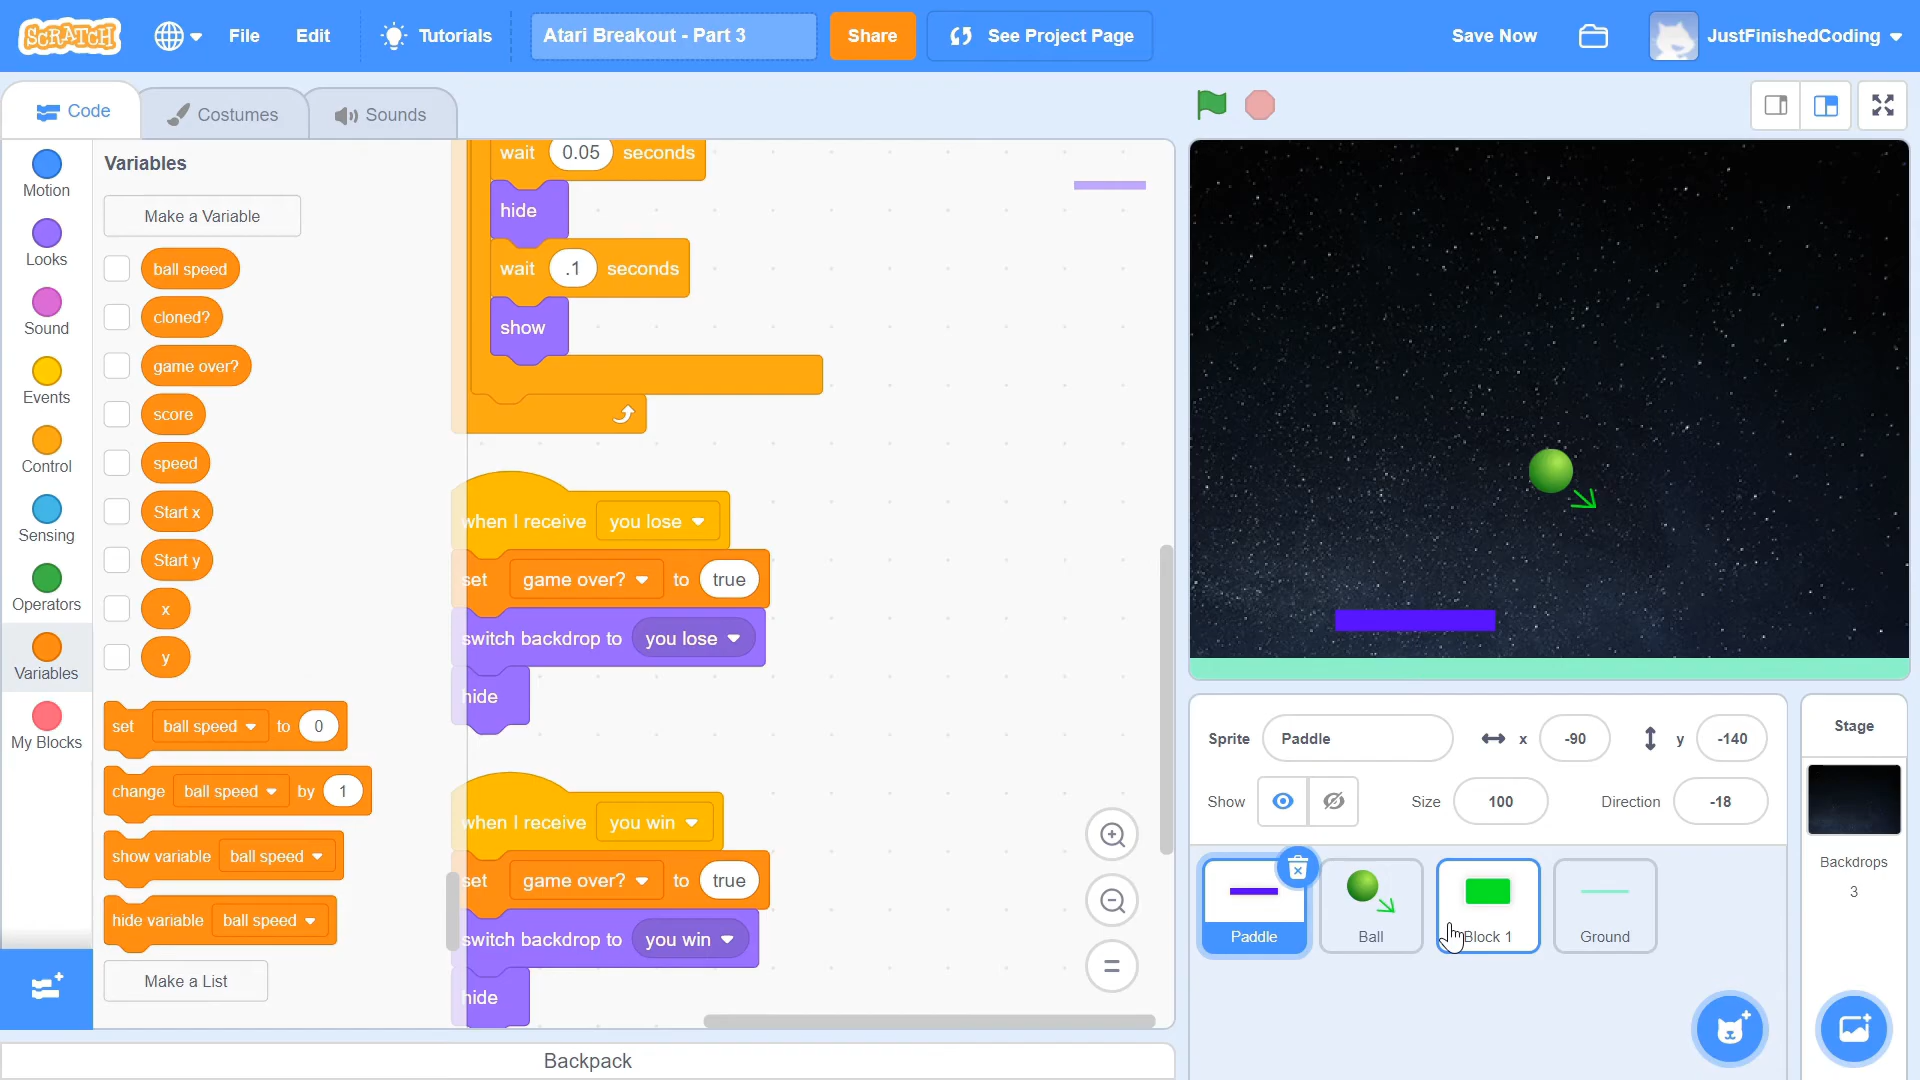 SCRATCH
File
Edit
Tutorials
Atari Breakout - Part 3
Share
See Project Page
Save Now
JustFinishedCoding
Code
Costumes
Sounds
Motion
Looks
Sound
Events
Control
Sensing
Operators
Variables
My Blocks
Variables
Make a Variable
ball speed
cloned?
game over?
score
speed
Start x
Start y
x
y
set ball speed to 0
change ball speed by 1
show variable ball speed
hide variable ball speed
Make a List
wait 0.05 seconds
hide
wait .1 seconds
show
when I receive you lose
set game over? to true
switch backdrop to you lose
hide
when I receive you win
set game over? to true
switch backdrop to you win
hide
Backpack
Sprite Paddle x -90 y -140
Show Size 100 Direction -18
Paddle
Ball
Block 1
Ground
Stage
Backdrops
3